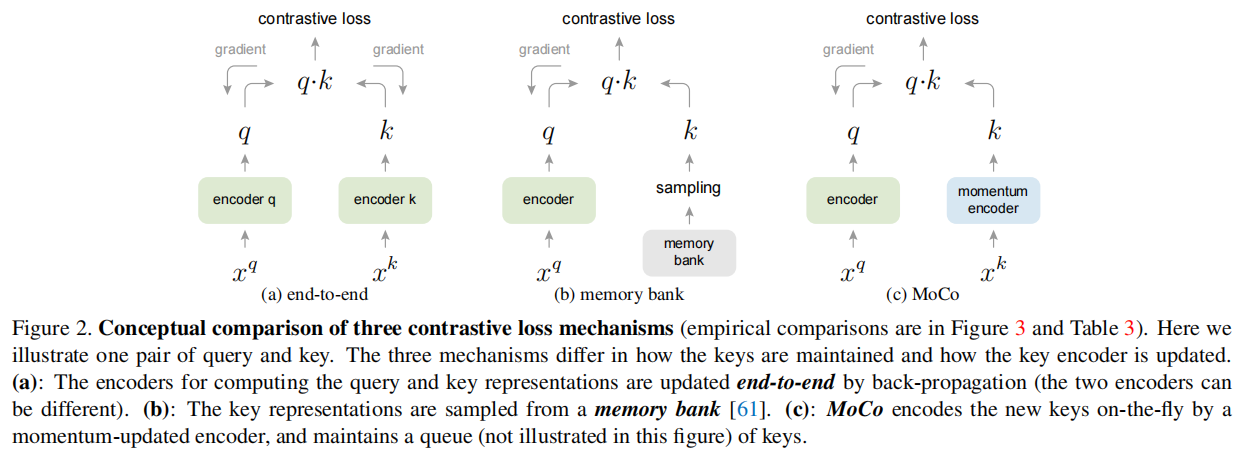 contrastive loss
gradient
gradient
q·k
q
k
encoder q
encoder k
x^q
x^k
(a) end-to-end
contrastive loss
gradient
q·k
q
k
encoder
sampling
memory
bank
x^q
(b) memory bank
contrastive loss
gradient
q·k
q
k
encoder
momentum
encoder
x^q
x^k
(c) MoCo
Figure 2. Conceptual comparison of three contrastive loss mechanisms (empirical comparisons are in Figure 3 and Table 3). Here we
illustrate one pair of query and key. The three mechanisms differ in how the keys are maintained and how the key encoder is updated.
(a): The encoders for computing the query and key representations are updated end-to-end by back-propagation (the two encoders can
be different). (b): The key representations are sampled from a memory bank [61]. (c): MoCo encodes the new keys on-the-fly by a
momentum-updated encoder, and maintains a queue (not illustrated in this figure) of keys.